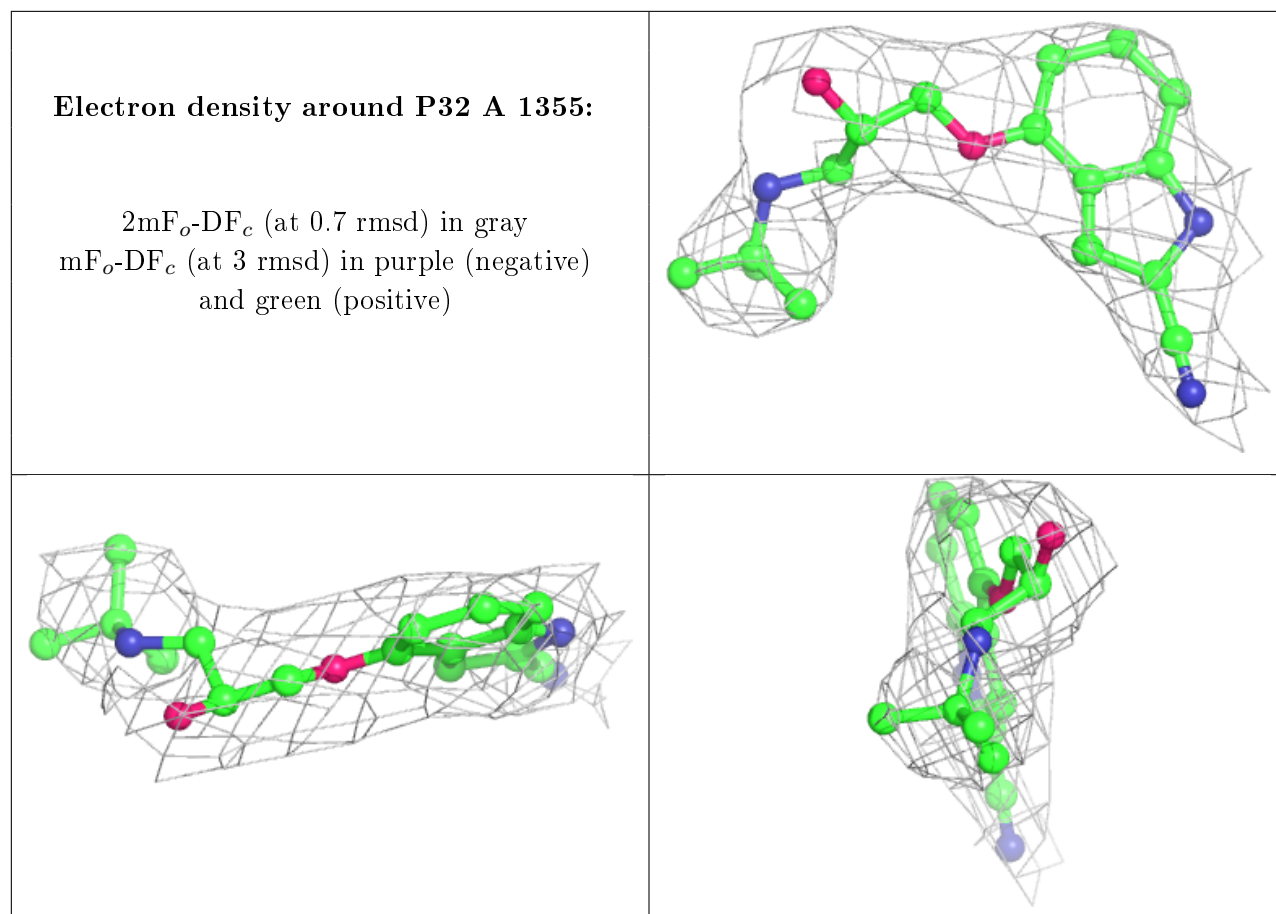 Electron density around P32 A 1355:
2mFo-DFc (at 0.7 rmsd) in gray
mFo-DFc (at 3 rmsd) in purple (negative)
and green (positive)